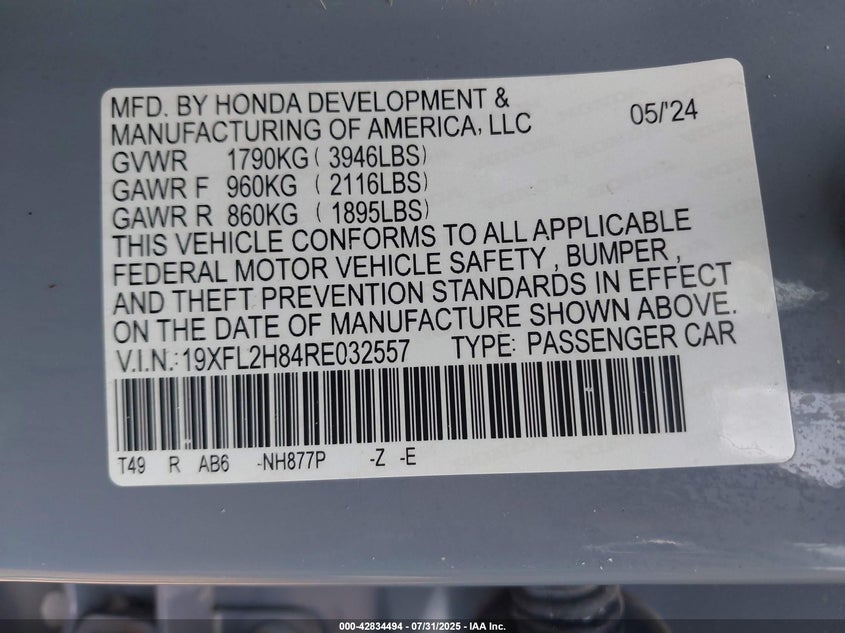 MFD. BY HONDA DEVELOPMENT &
MANUFACTURING OF AMERICA, LLC 05/'24
GVWR 1790KG ( 3946LBS)
GAWR F 960KG ( 2116LBS)
GAWR R 860KG ( 1895LBS)
THIS VEHICLE CONFORMS TO ALL APPLICABLE
FEDERAL MOTOR VEHICLE SAFETY , BUMPER ,
AND THEFT PREVENTION STANDARDS IN EFFECT
ON THE DATE OF MANUFACTURE SHOWN ABOVE.
V.I.N.:19XFL2H84RE032557 TYPE: PASSENGER CAR
T49 R AB6 -NH877P -Z -E
000-42834494 - 07/31/2025 - IAA Inc.